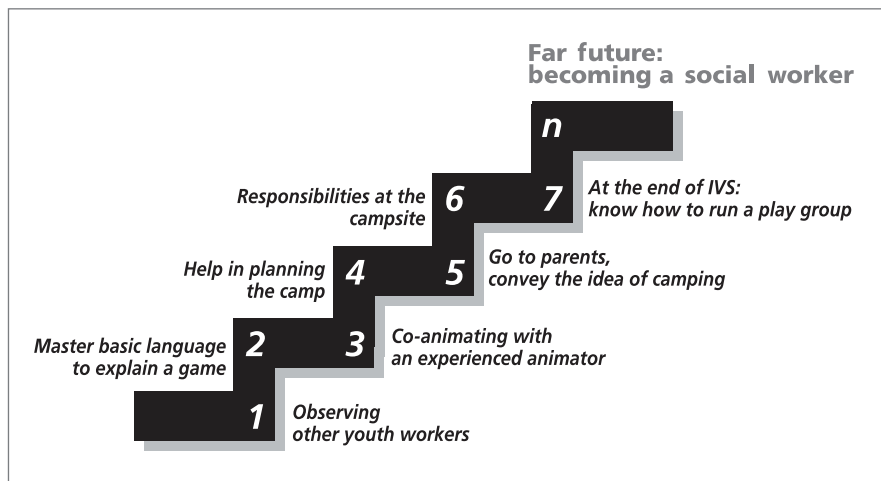 Far future:
becoming a social worker
n
Responsibilities at the
campsite
6
7
At the end of IVS:
know how to run a play group
Help in planning
the camp
4
5
Go to parents,
convey the idea of camping
Master basic language
to explain a game
2
3
Co-animating with
an experienced animator
1
Observing
other youth workers